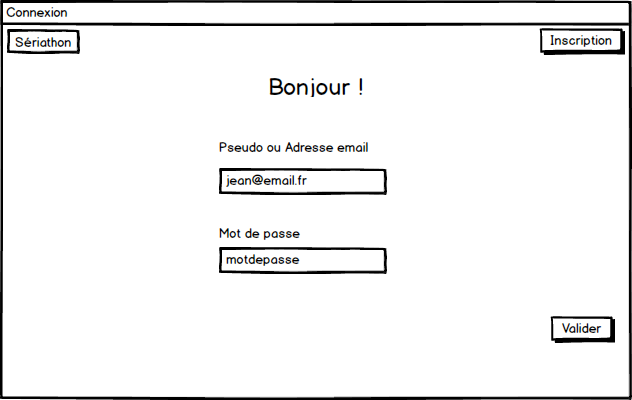 Connexion
Sériathon
Inscription
Bonjour !
Pseudo ou Adresse email
jean@email.fr
Mot de passe
motdepasse
Valider